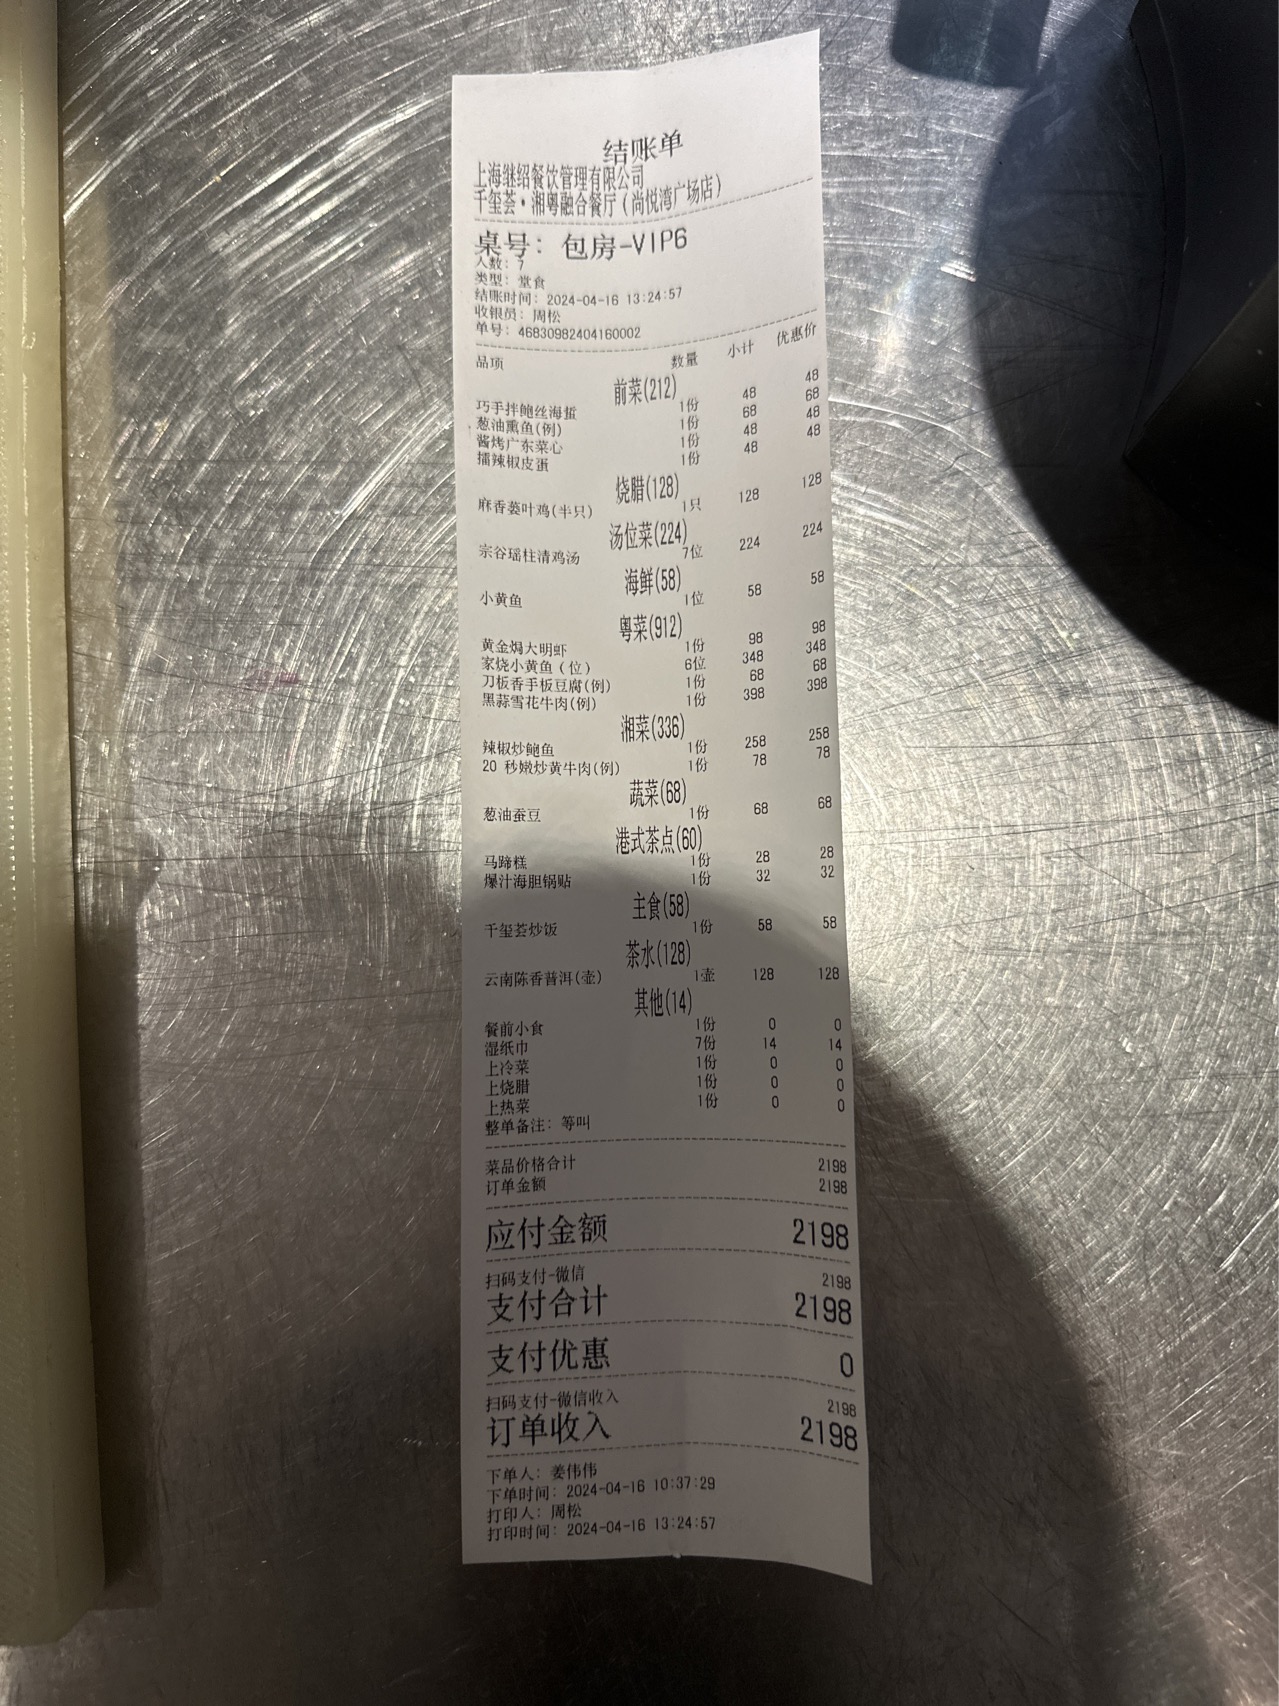 结账单
上海继绍餐饮管理有限公司
千玺荟·湘粤融合餐厅(尚悦湾广场店)
桌号: 包房-VIP6
人数: 7
类型: 堂食
结账时间: 2024-04-16 13:24:57
收银员: 周松
单号: 46830982404160002
品项 数量 小计 优惠价
前菜(212)
巧手拌鲍丝海蜇 1份 48 48
葱油熏鱼(例) 1份 68 68
酱烤广东菜心 1份 48 48
擂辣椒皮蛋 1份 48 48
烧腊(128)
麻香蒌叶鸡(半只) 1只 128 128
汤位菜(224)
宗谷瑶柱清鸡汤 7位 224 224
海鲜(58)
小黄鱼 1位 58 58
粤菜(912)
黄金焗大明虾 1份 98 98
家烧小黄鱼(位) 6位 348 348
刀板香手板豆腐(例) 1份 68 68
黑蒜雪花牛肉(例) 1份 398 398
湘菜(336)
辣椒炒鲍鱼 1份 258 258
20 秒嫩炒黄牛肉(例) 1份 78 78
蔬菜(68)
葱油蚕豆 1份 68 68
港式茶点(60)
马蹄糕 1份 28 28
爆汁海胆锅贴 1份 32 32
主食(58)
千玺荟炒饭 1份 58 58
茶水(128)
云南陈香普洱(壶) 1壶 128 128
其他(14)
餐前小食 1份 0 0
湿纸巾 7份 14 14
上冷菜 1份 0 0
上烧腊 1份 0 0
上热菜 1份 0 0
整单备注: 等叫
菜品价格合计 2198
订单金额 2198
应付金额 2198
扫码支付-微信 2198
支付合计 2198
支付优惠 0
扫码支付-微信收入 2198
订单收入 2198
下单人: 姜伟伟
下单时间: 2024-04-16 10:37:29
打印人: 周松
打印时间: 2024-04-16 13:24:57